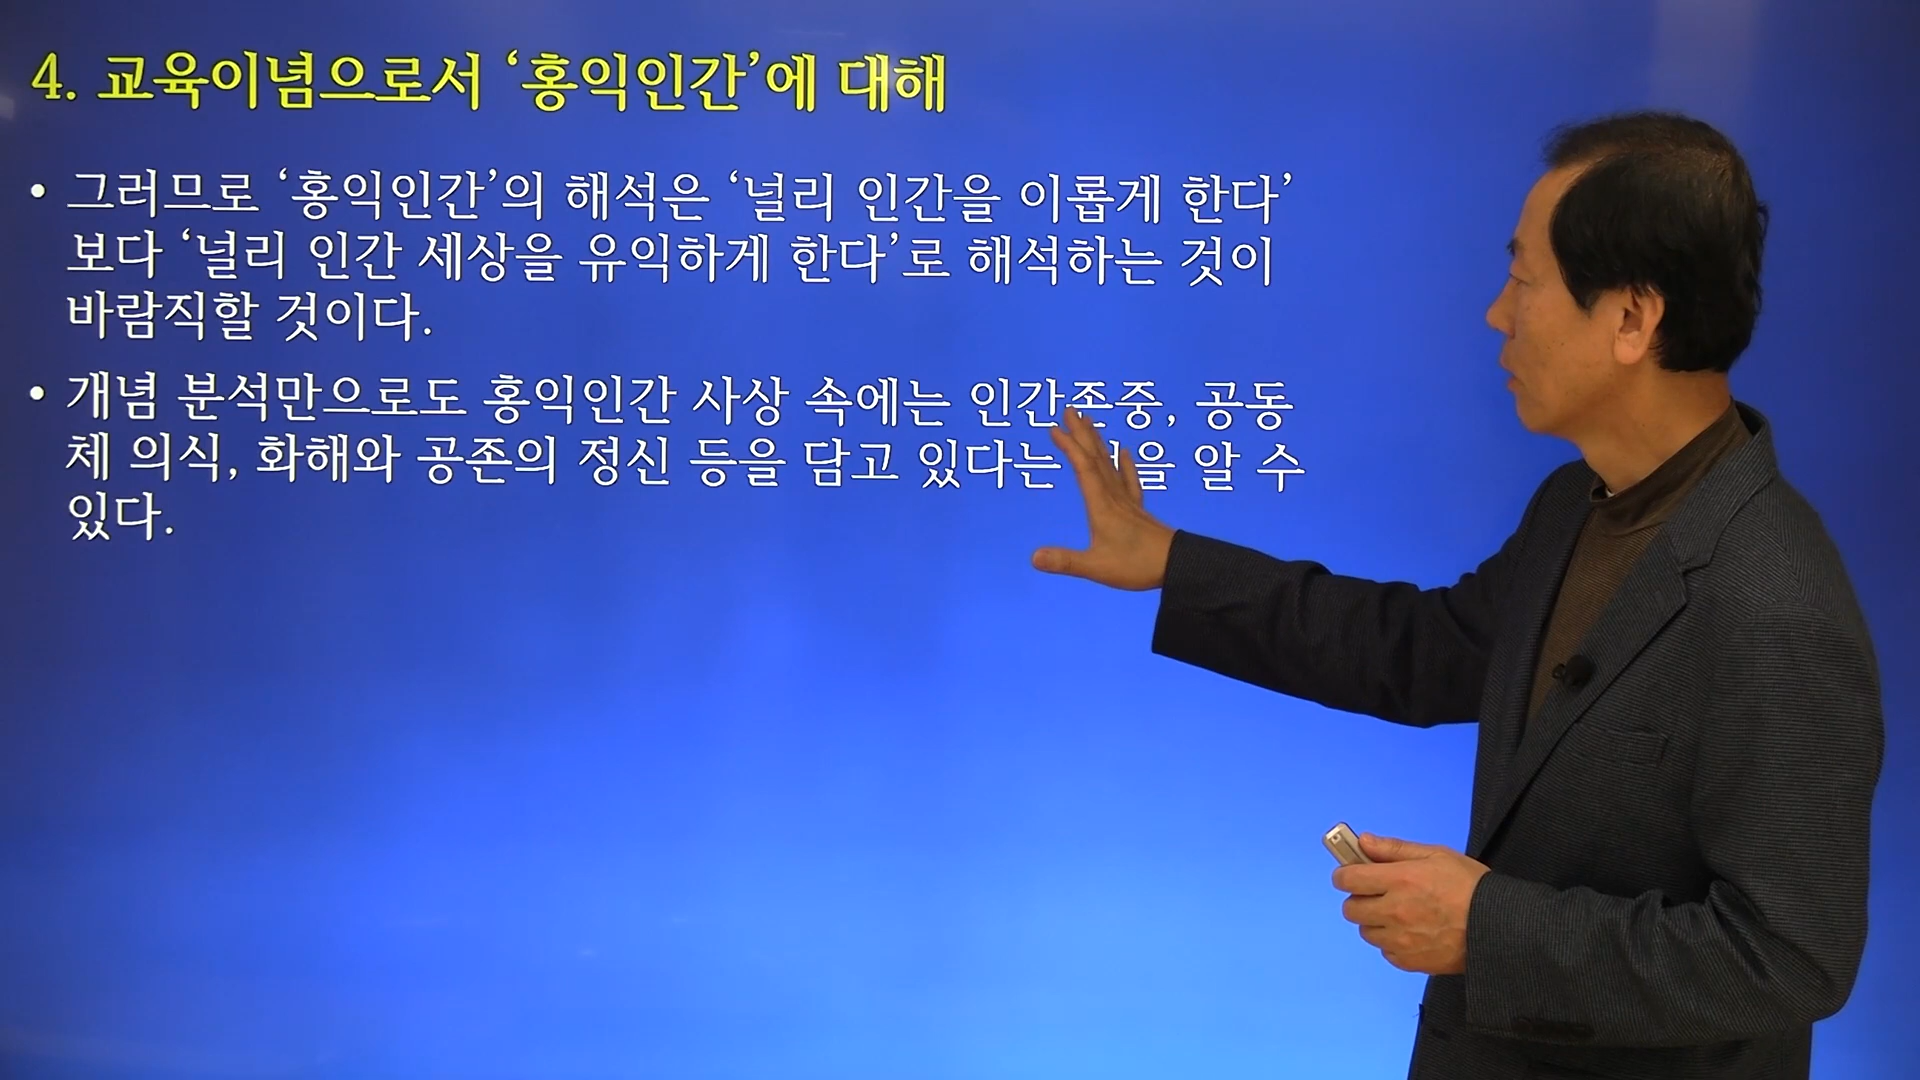 4. 교육이념으로서 ‘홍익인간’에 대해
• 그러므로 ‘홍익인간’의 해석은 ‘널리 인간을 이롭게 한다’
보다 ‘널리 인간 세상을 유익하게 한다’로 해석하는 것이
바람직할 것이다.
• 개념 분석만으로도 홍익인간 사상 속에는 인간존중, 공동
체 의식, 화해와 공존의 정신 등을 담고 있다는 알 수
있다.